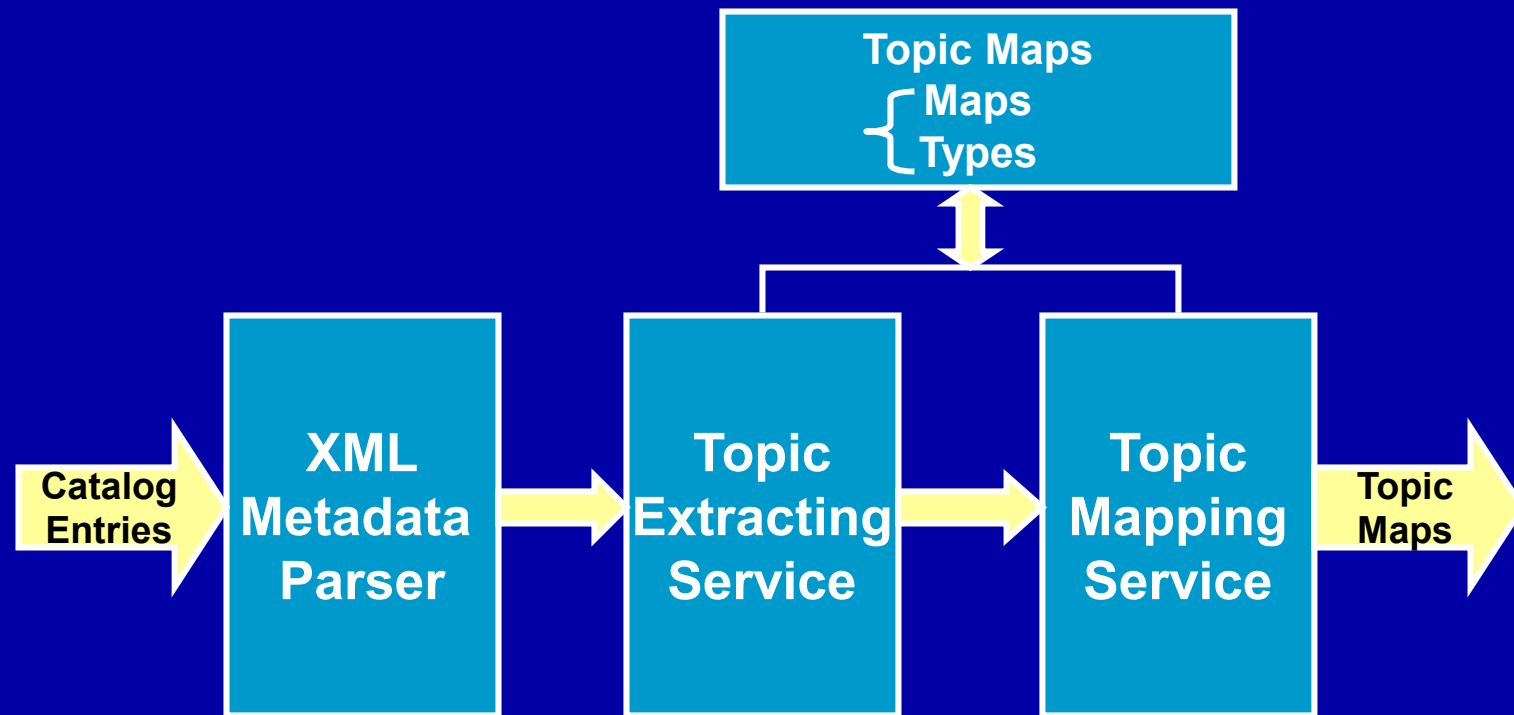 Topic Maps
Maps
Types
Catalog
Entries
XML
Metadata
Parser
Topic
Extracting
Service
Topic
Mapping
Service
Topic
Maps